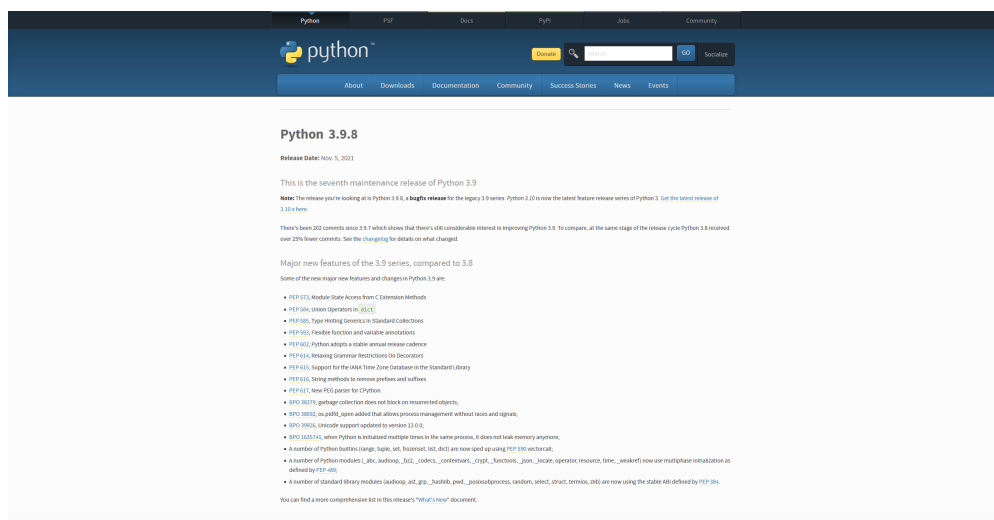 Python
PSF
Docs
PyPI
Jobs
Community
python™
Donate
Search
GO
Socialize
About
Downloads
Documentation
Community
Success Stories
News
Events
Python 3.9.8
Release Date: Nov. 5, 2021
This is the seventh maintenance release of Python 3.9
Note: The release you're looking at is Python 3.9.8, a bugfix release for the legacy 3.9 series. Python 3.10 is now the latest feature release series of Python 3. Get the latest release of
3.10.x here.
There's been 202 commits since 3.9.7 which shows that there's still considerable interest in improving Python 3.9. To compare, at the same stage of the release cycle Python 3.8 received
over 25% fewer commits. See the changelog for details on what changed.
Major new features of the 3.9 series, compared to 3.8
Some of the new major new features and changes in Python 3.9 are:
PEP 573, Module State Access from C Extension Methods
PEP 584, Union Operators in dict
PEP 585, Type Hinting Generics In Standard Collections
PEP 593, Flexible function and variable annotations
PEP 602, Python adopts a stable annual release cadence
PEP 614, Relaxing Grammar Restrictions On Decorators
PEP 615, Support for the IANA Time Zone Database in the Standard Library
PEP 616, String methods to remove prefixes and suffixes
PEP 617, New PEG parser for CPython
BPO 38379, garbage collection does not block on resurrected objects;
BPO 38692, os.pidfd_open added that allows process management without races and signals;
BPO 39926, Unicode support updated to version 13.0.0;
BPO 1635741, when Python is initialized multiple times in the same process, it does not leak memory anymore;
A number of Python builtins (range, tuple, set, frozenset, list, dict) are now sped up using PEP 590 vectorcall;
A number of Python modules (_abc, audioop, _bz2, _codecs, _contextvars, _crypt, _functools, _json, _locale, operator, resource, time, _weakref) now use multiphase initialization as
defined by PEP 489;
A number of standard library modules (audioop, ast, grp, _hashlib, pwd, _posixsubprocess, random, select, struct, termios, zlib) are now using the stable ABI defined by PEP 384.
You can find a more comprehensive list in this release's "What's New" document.